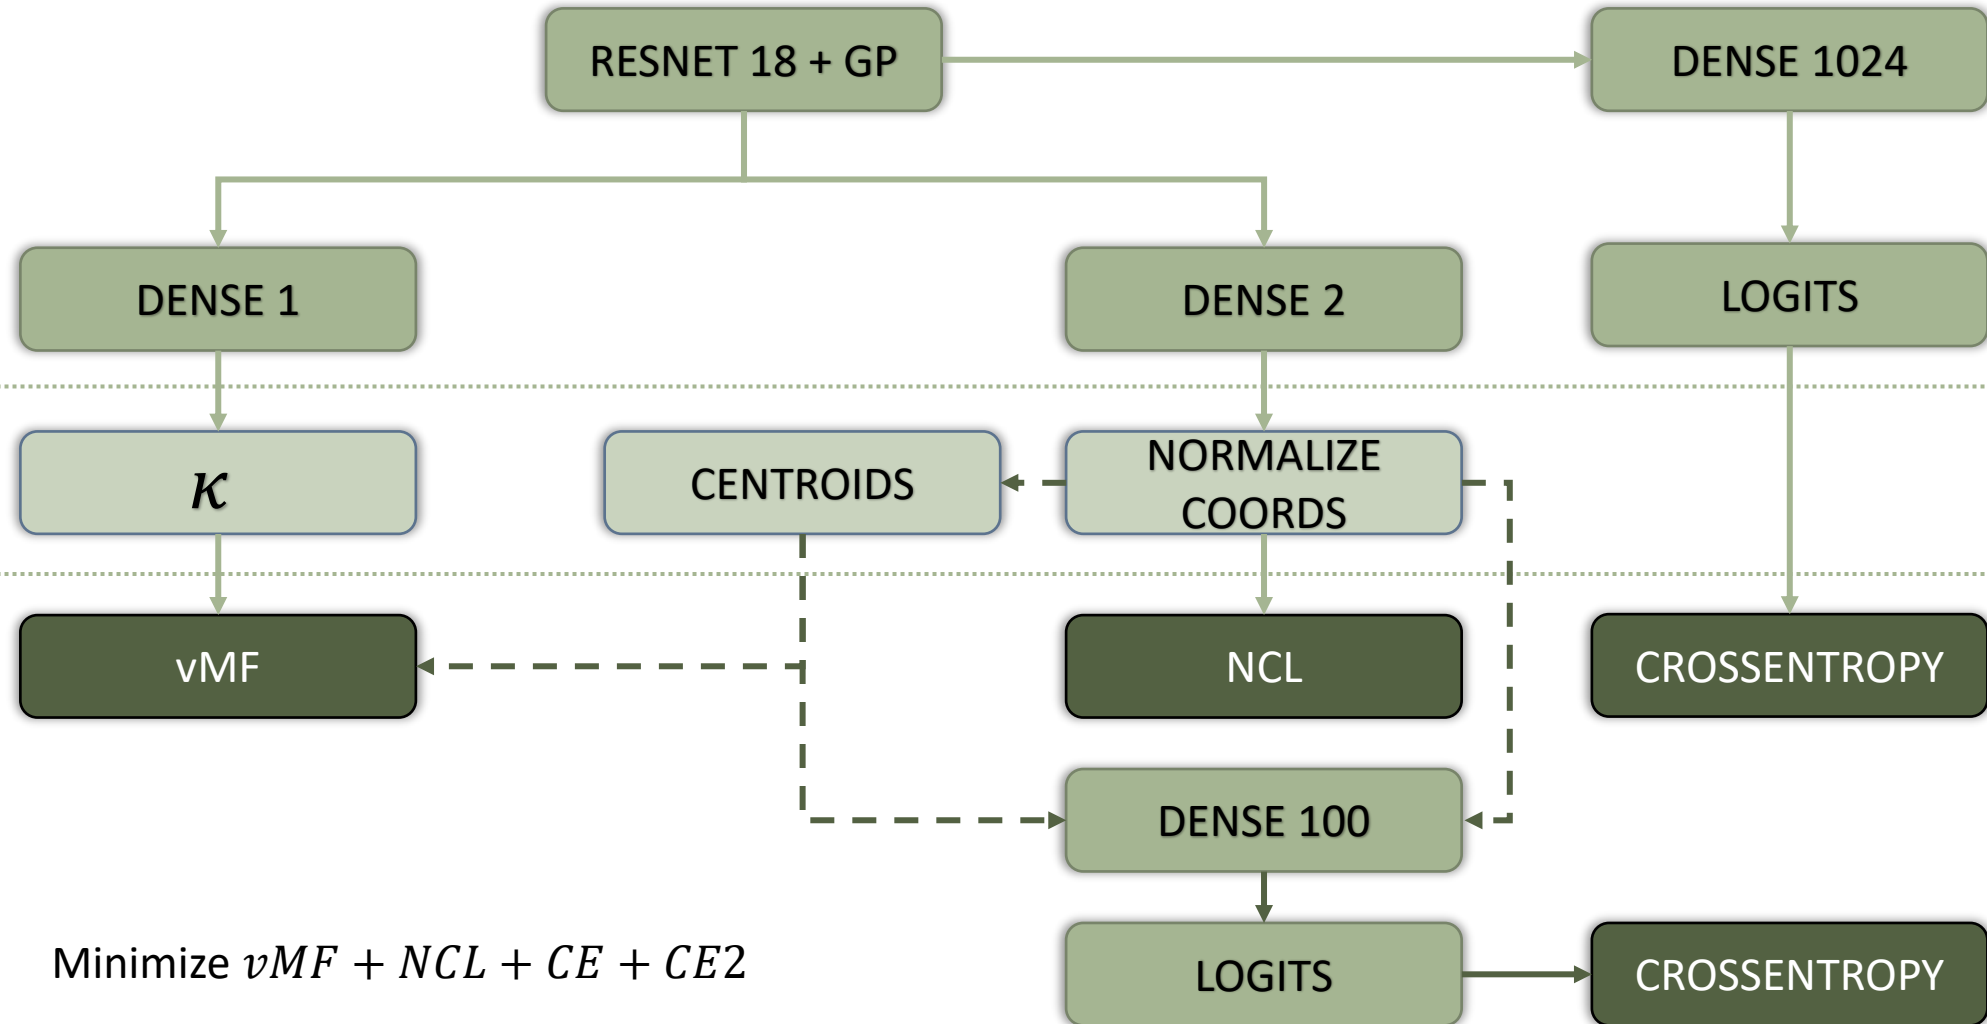 RESNET 18 + GP
DENSE 1024
DENSE 1
DENSE 2
LOGITS
κ
CENTROIDS
NORMALIZE
COORDS
vMF
NCL
CROSSENTROPY
DENSE 100
Minimize vMF + NCL + CE + CE2
LOGITS
CROSSENTROPY